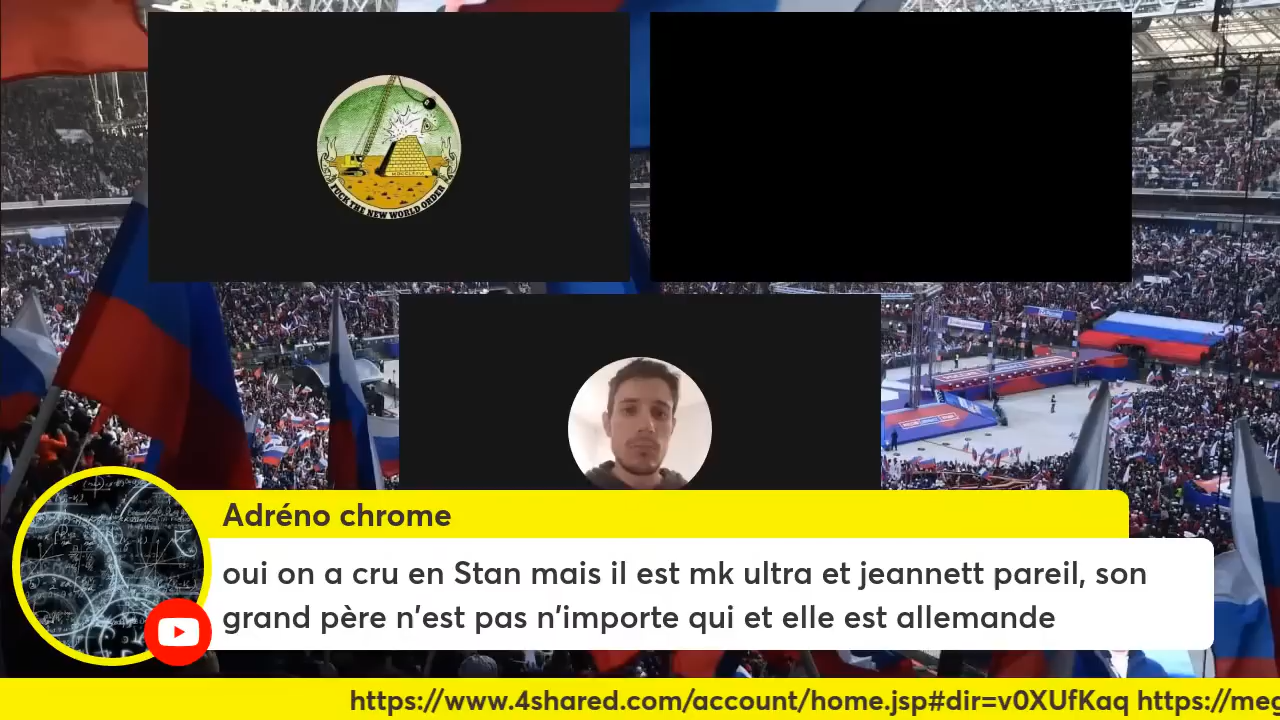 FUCK THE NEW WORLD ORDER
Adréno chrome
oui on a cru en Stan mais il est mk ultra et jeannett pareil, son
grand père n'est pas n'importe qui et elle est allemande
https://www.4shared.com/account/home.jsp#dir=v0XUfKaq https://meg